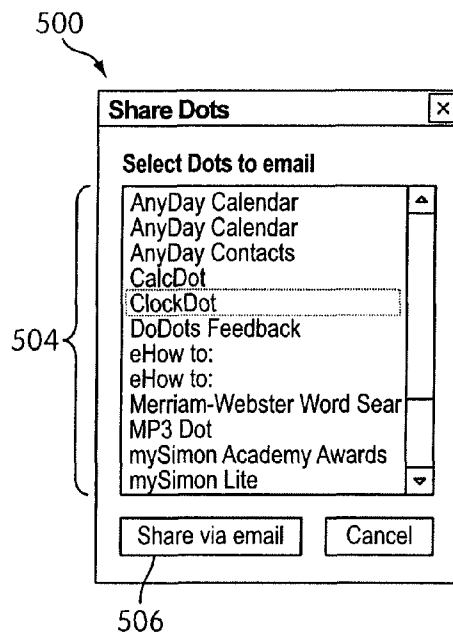 500
Share Dots
Select Dots to email
AnyDay Calendar
AnyDay Calendar
AnyDay Contacts
CalcDot
ClockDot
DoDots Feedback
504
eHow to:
eHow to:
Merriam-Webster Word Sear
MP3 Dot
mySimon Academy Awards
mySimon Lite
Share via email Cancel
506